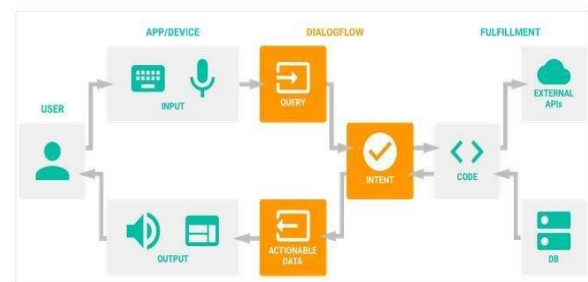 APP/DEVICE
DIALOGFLOW
FULFILLMENT
USER
INPUT
QUERY
EXTERNAL
APIs
INTENT
CODE
OUTPUT
ACTIONABLE
DATA
DB